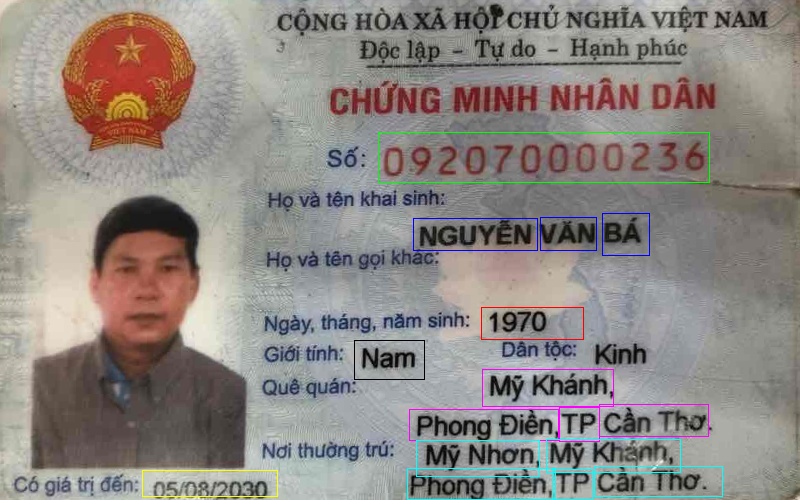 CỘNG HÒA XÃ HỘI CHỦ NGHĨA VIỆT NAM
Độc lập - Tự do - Hạnh phúc
VIỆT NAM
CHỨNG MINH NHÂN DÂN
Số: 092070000236
Họ và tên khai sinh:
NGUYỄN VĂN BÁ
Họ và tên gọi khác:
Ngày, tháng, năm sinh: 1970
Giới tính: Nam Dân tộc: Kinh
Quê quán: Mỹ Khánh,
Phong Điền, TP Cần Thơ.
Nơi thường trú: Mỹ Nhơn, Mỹ Khánh,
Phong Điền, TP Cần Thơ.
Có giá trị đến: 05/08/2030